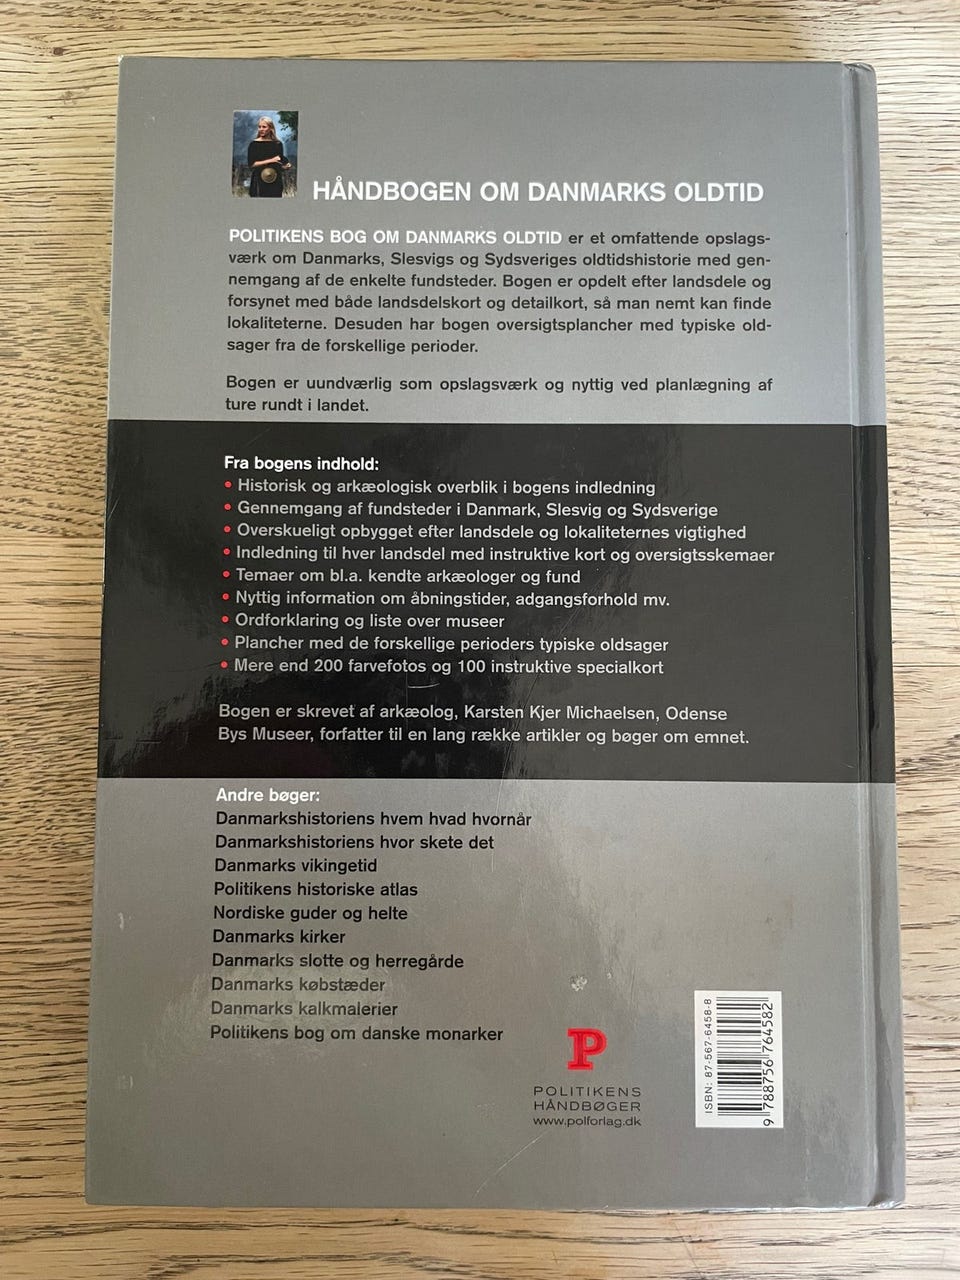 HÅNDBOGEN OM DANMARKS OLDTID
POLITIKENS BOG OM DANMARKS OLDTID er et omfattende opslags-
værk om Danmarks, Slesvigs og Sydsveriges oldtidshistorie med gen-
nemgang af de enkelte fundsteder. Bogen er opdelt efter landsdele og
forsynet med både landsdelskort og detailkort, så man nemt kan finde
lokaliteterne. Desuden har bogen oversigtsplancher med typiske old-
sager fra de forskellige perioder.
Bogen er uundværlig som opslagsværk og nyttig ved planlægning af
ture rundt i landet.
Fra bogens indhold:
• Historisk og arkæologisk overblik i bogens indledning
• Gennemgang af fundsteder i Danmark, Slesvig og Sydsverige
• Overskueligt opbygget efter landsdele og lokaliteternes vigtighed
• Indledning til hver landsdel med instruktive kort og oversigtsskemaer
• Temaer om bl.a. kendte arkæologer og fund
• Nyttig information om åbningstider, adgangsforhold mv.
• Ordforklaring og liste over museer
• Plancher med de forskellige perioders typiske oldsager
• Mere end 200 farvefotos og 100 instruktive specialkort
Bogen er skrevet af arkæolog, Karsten Kjer Michaelsen, Odense
Bys Museer, forfatter til en lang række artikler og bøger om emnet.
Andre bøger:
Danmarkshistoriens hvem hvad hvornår
Danmarkshistoriens hvor skete det
Danmarks vikingetid
Politikens historiske atlas
Nordiske guder og helte
Danmarks kirker
Danmarks slotte og herregårde
Danmarks købstæder
Danmarks kalkmalerier
Politikens bog om danske monarker
P
POLITIKENS
HÅNDBØGER
www.polforlag.dk
ISBN: 87-567-6458-8
9 788756 764582